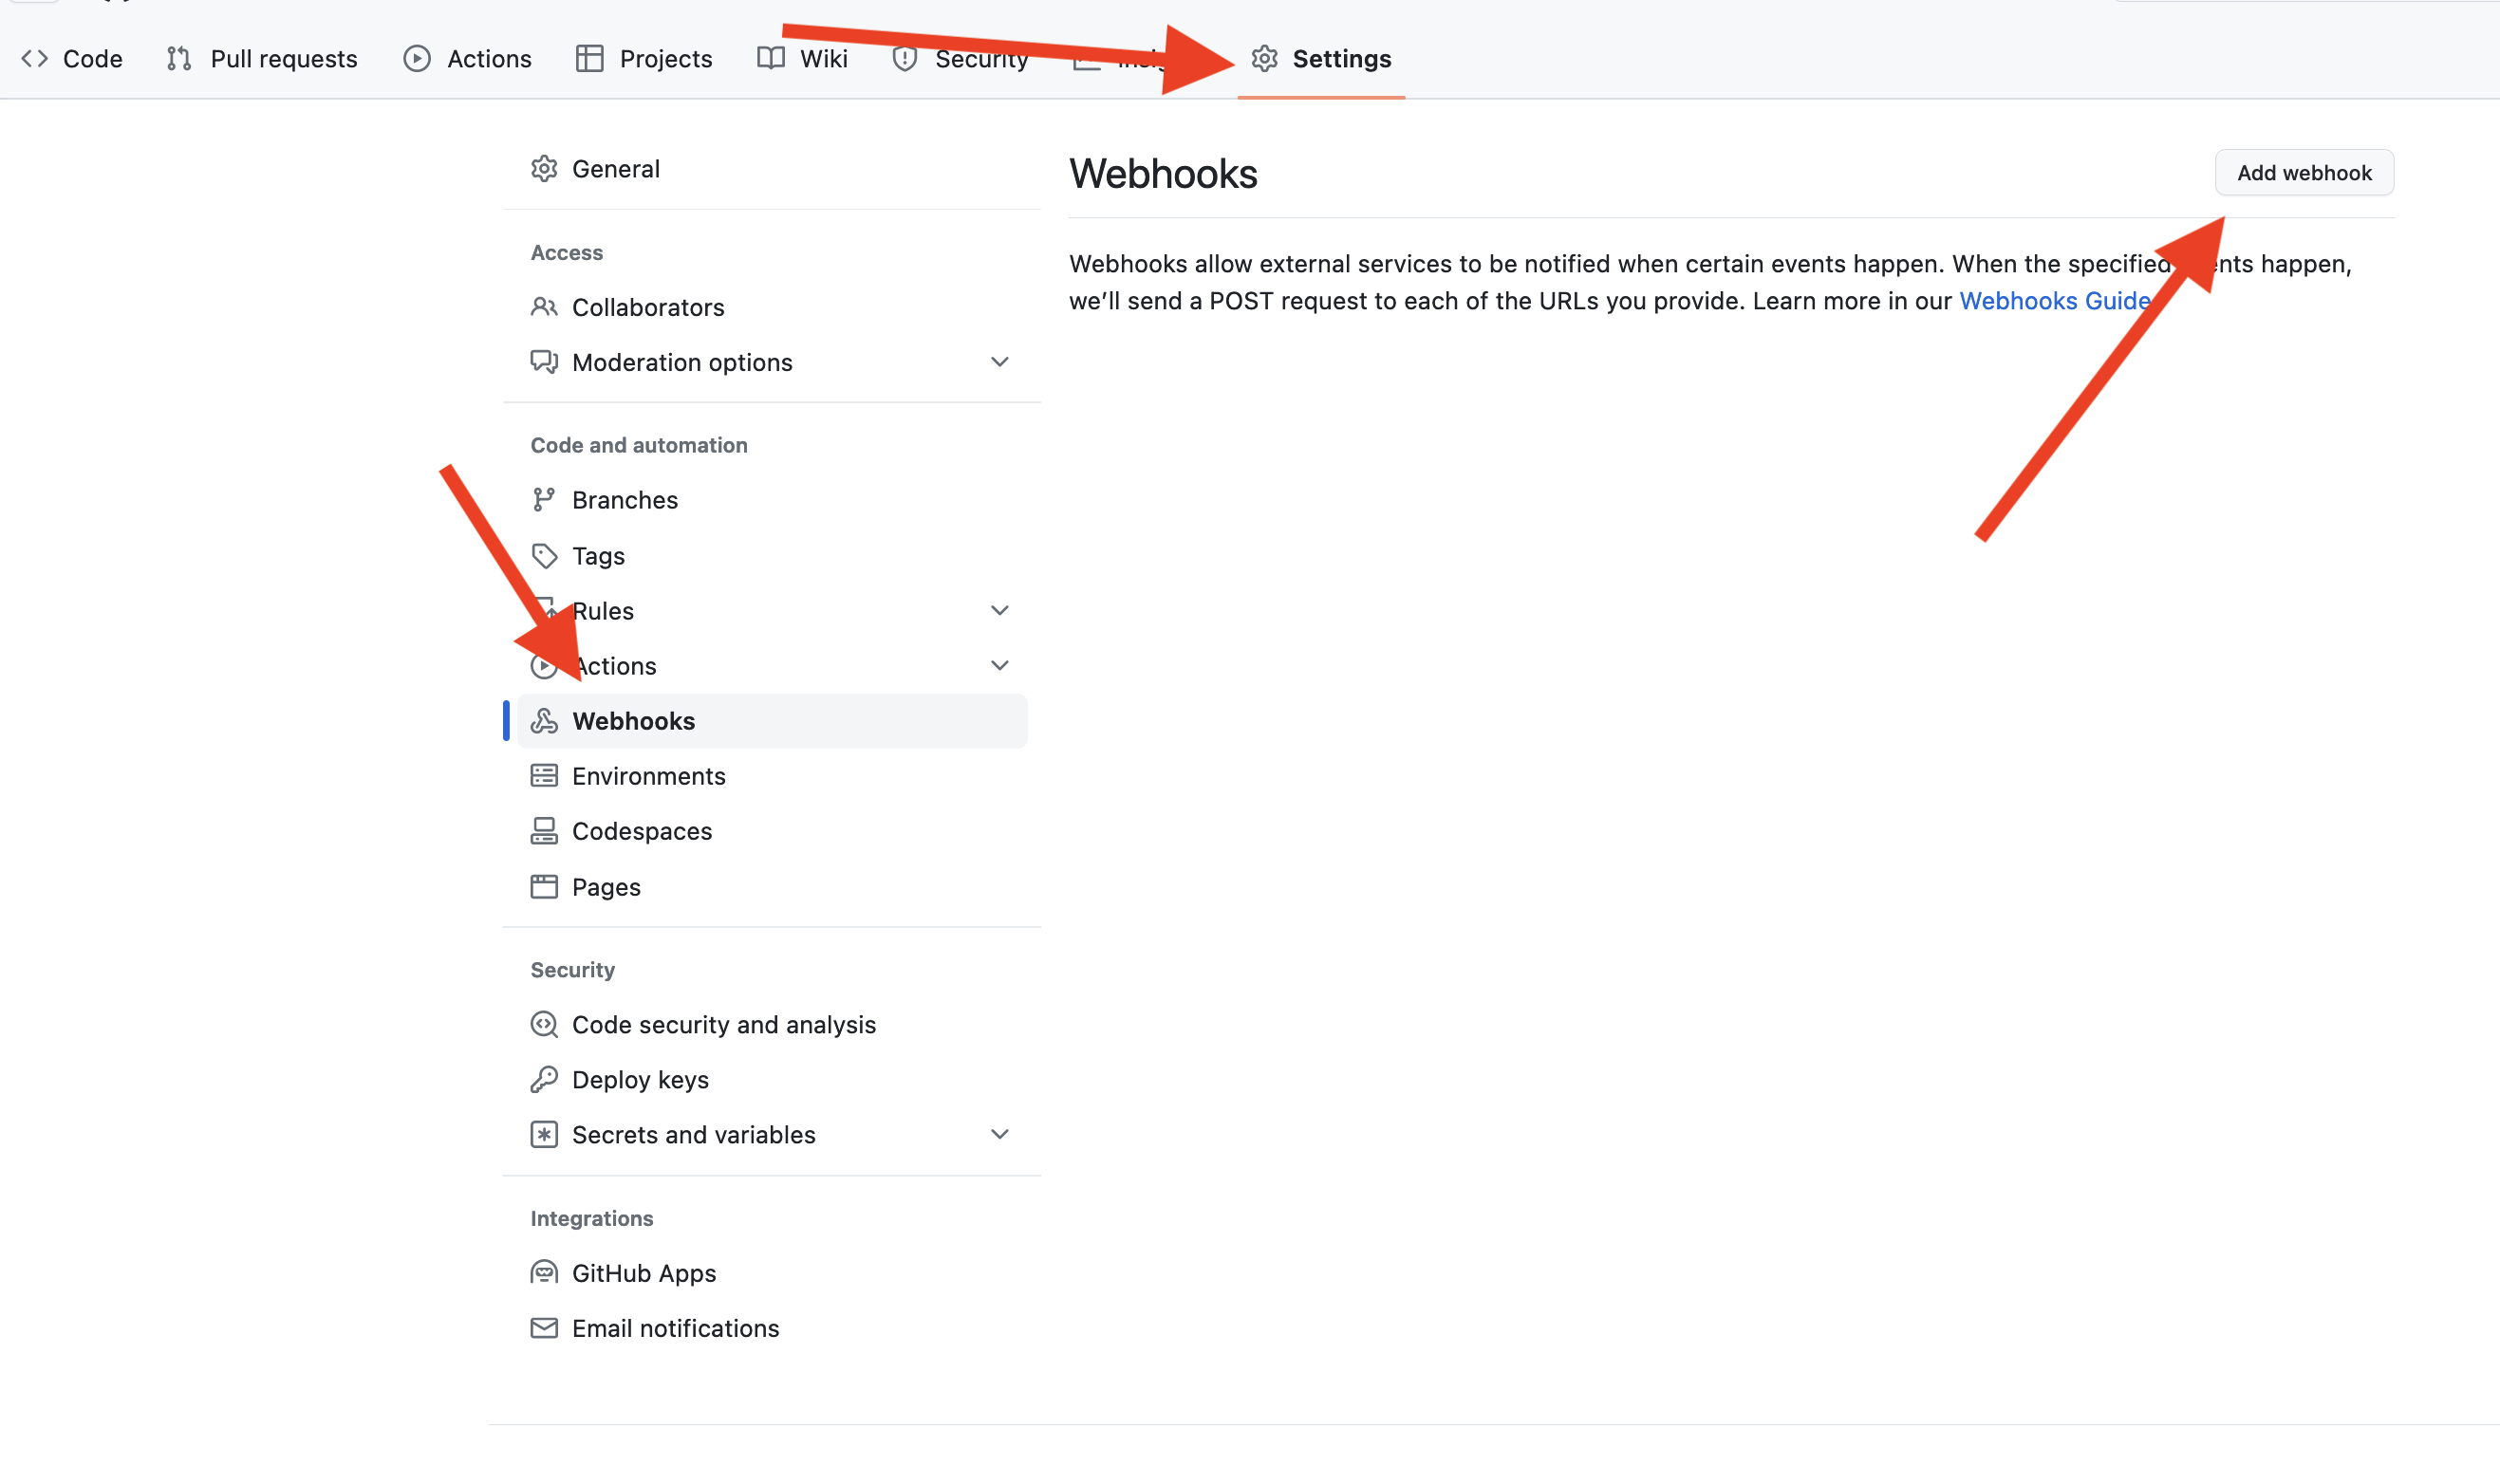 Code Pull requests Actions Projects Wiki Security Settings
General
Access
Collaborators
Moderation options
Code and automation
Branches
Tags
Rules
Actions
Webhooks
Environments
Codespaces
Pages
Security
Code security and analysis
Deploy keys
Secrets and variables
Integrations
GitHub Apps
Email notifications
Webhooks
Add webhook
Webhooks allow external services to be notified when certain events happen. When the specified happen,
we’ll send a POST request to each of the URLs you provide. Learn more in our Webhooks Guide